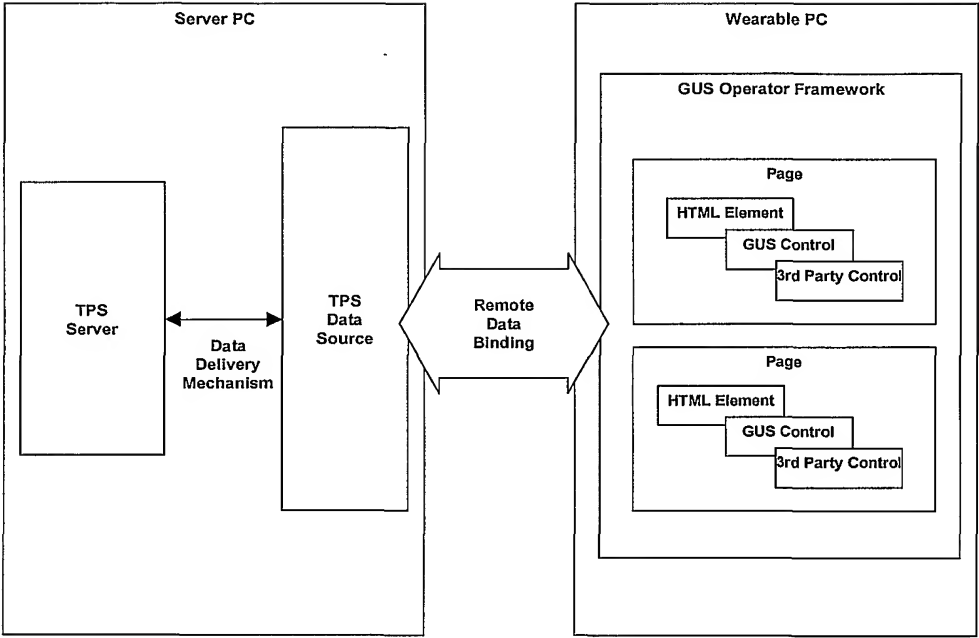 Server PC
TPS
Server
Data
Delivery
Mechanism
TPS
Data
Source
Remote
Data
Binding
Wearable PC
GUS Operator Framework
Page
HTML Element
GUS Control
3rd Party Control
Page
HTML Element
GUS Control
3rd Party Control